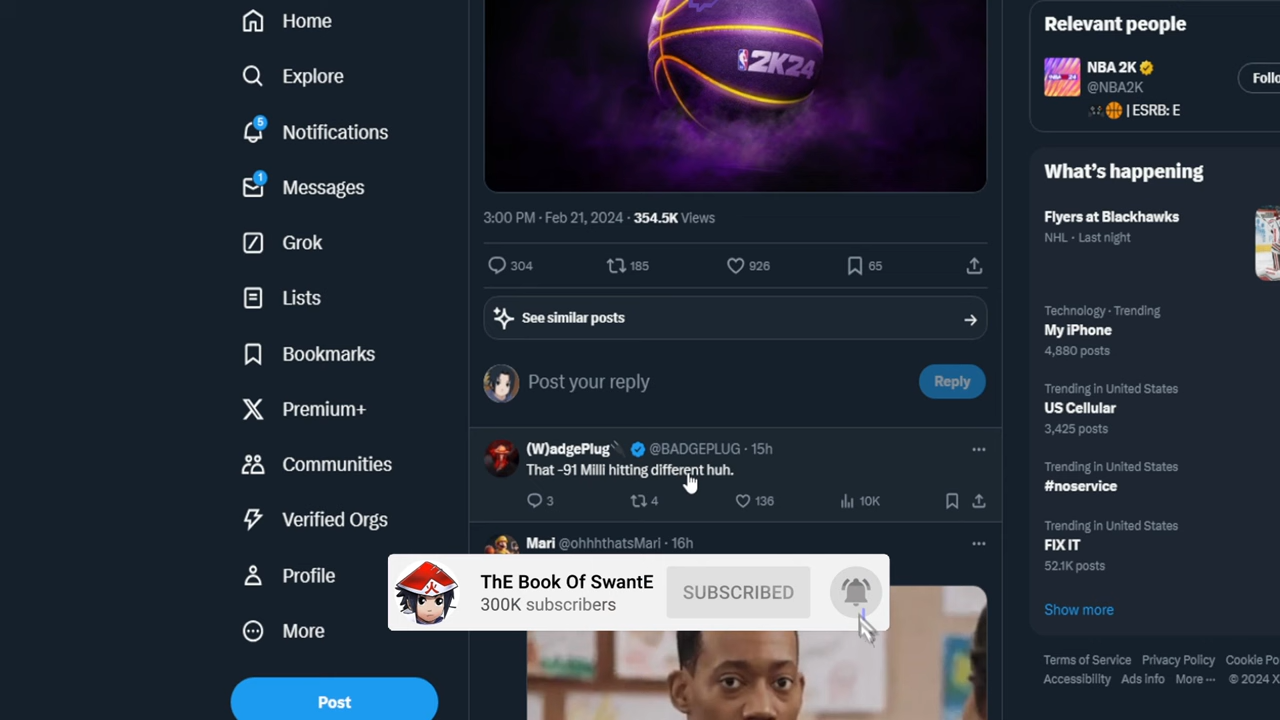 Home
Explore
5
Notifications
1
Messages
Grok
Lists
Bookmarks
Premium+
Communities
Verified Orgs
Profile
More
Post
2K24
3:00 PM · Feb 21, 2024 · 354.5K Views
304 185 926 65
See similar posts
Post your reply
Reply
(W)adgePlug @BADGEPLUG · 15h
That -91 Milli hitting different huh.
3 4 136 10K
Mari @ohhhthatsMari · 16h
ThE Book Of SwantE
300K subscribers
SUBSCRIBED
Relevant people
NBA 2K
@NBA2K
Follo
| ESRB: E
What's happening
Flyers at Blackhawks
NHL · Last night
Technology · Trending
My iPhone
4,880 posts
Trending in United States
US Cellular
3,425 posts
Trending in United States
#noservice
Trending in United States
FIX IT
52.1K posts
Show more
Terms of Service Privacy Policy Cookie Po
Accessibility Ads info More ··· © 2024 X